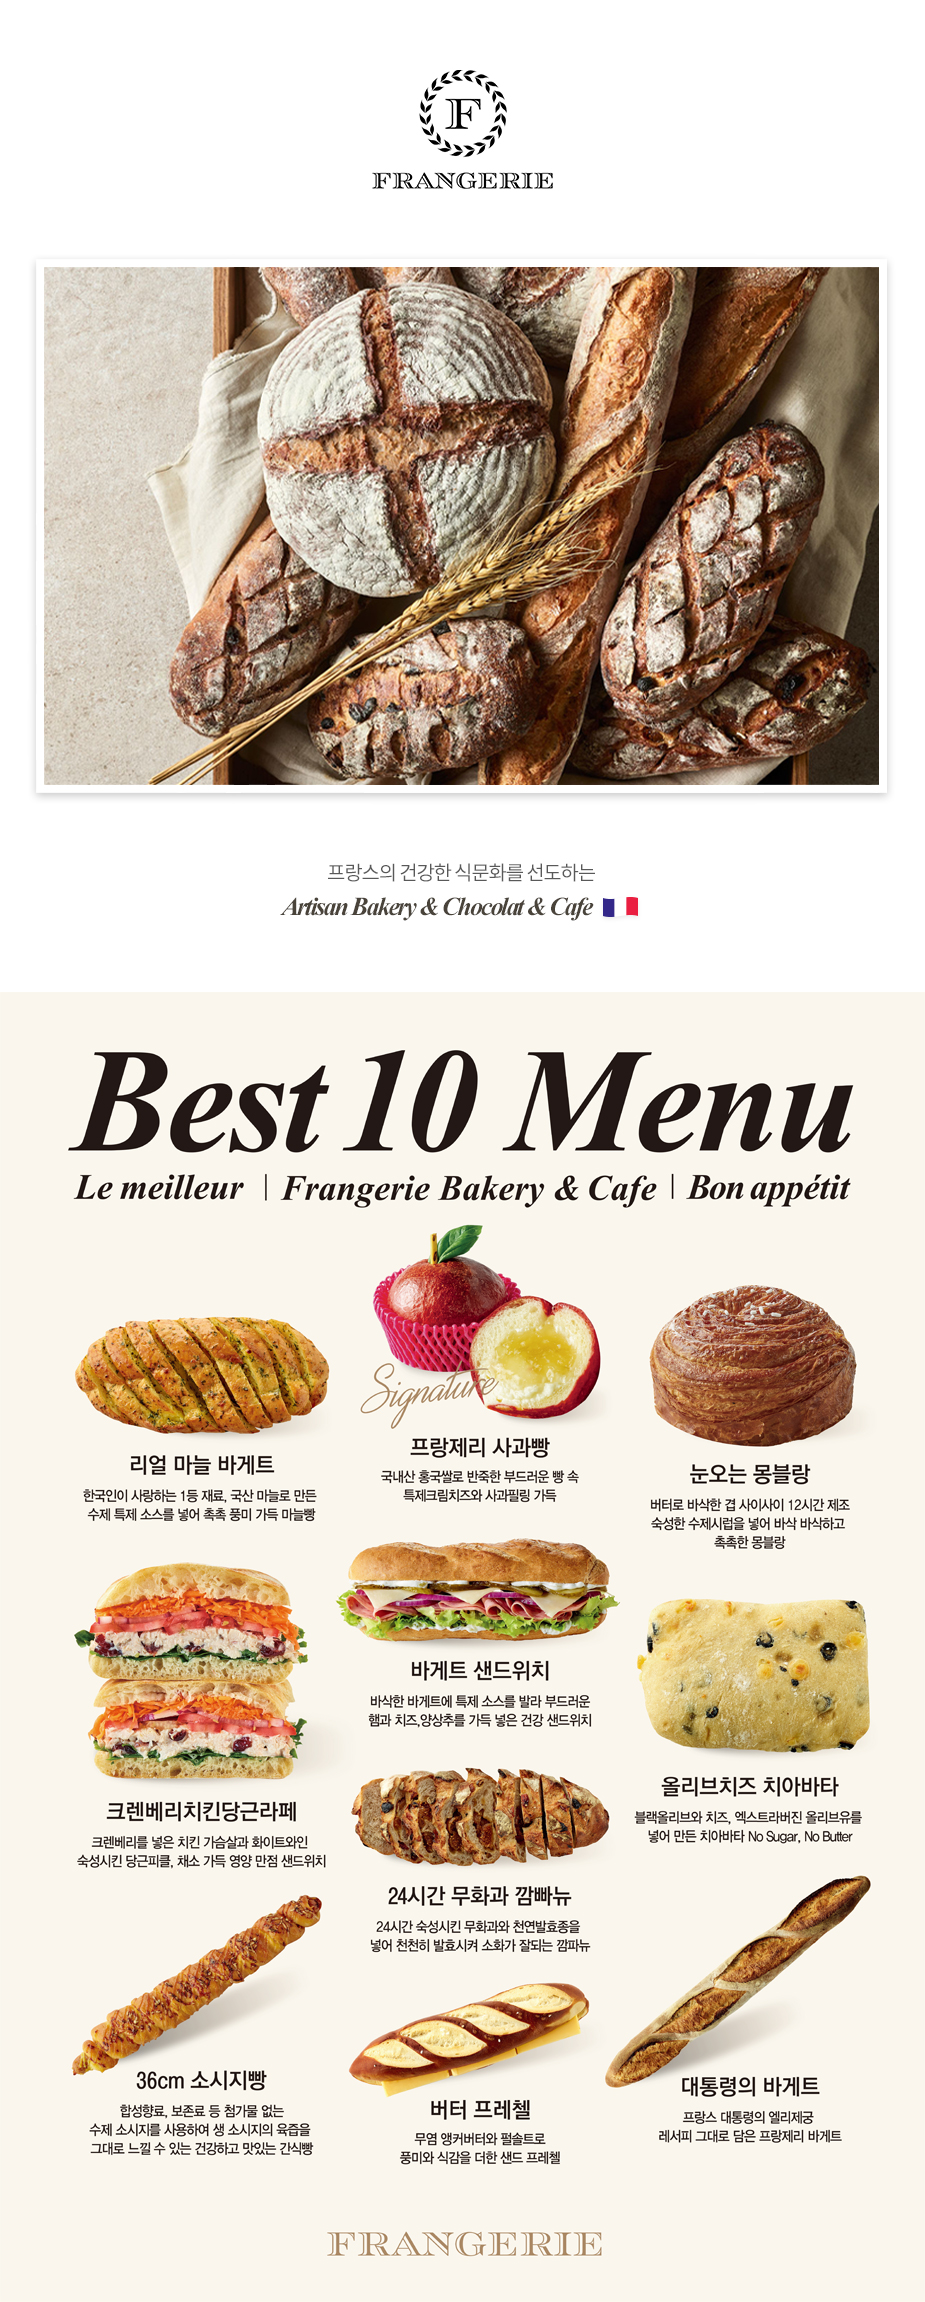 F
FRANGERIE
프랑스의 건강한 식문화를 선도하는
Artisan Bakery & Chocolat & Cafe
Best 10 Menu
Le meilleur | Frangerie Bakery & Cafe | Bon appétit
Signature
리얼 마늘 바게트
한국인이 사랑하는 1등 재료, 국산 마늘로 만든
수제 특제 소스를 넣어 촉촉 풍미 가득 마늘빵
프랑제리 사과빵
국내산 홍국쌀로 반죽한 부드러운 빵 속
특제크림치즈와 사과필링 가득
눈오는 몽블랑
버터로 바삭한 겹 사이사이 12시간 제조
숙성한 수제시럽을 넣어 바삭 바삭하고
촉촉한 몽블랑
크렌베리치킨당근라페
크렌베리를 넣은 치킨 가슴살과 화이트와인
숙성시킨 당근피클, 채소 가득 영양 만점 샌드위치
바게트 샌드위치
바삭한 바게트에 특제 소스를 발라 부드러운
햄과 치즈,양상추를 가득 넣은 건강 샌드위치
올리브치즈 치아바타
블랙올리브와 치즈, 엑스트라버진 올리브유를
넣어 만든 치아바타 No Sugar, No Butter
24시간 무화과 깜빠뉴
24시간 숙성시킨 무화과와 천연발효종을
넣어 천천히 발효시켜 소화가 잘되는 깜파뉴
36cm 소시지빵
합성향료, 보존료 등 첨가물 없는
수제 소시지를 사용하여 생 소시지의 육즙을
그대로 느낄 수 있는 건강하고 맛있는 간식빵
버터 프레첼
무염 앵커버터와 펄솔트로
풍미와 식감을 더한 샌드 프레첼
대통령의 바게트
프랑스 대통령의 엘리제궁
레서피 그대로 담은 프랑제리 바게트
FRANGERIE